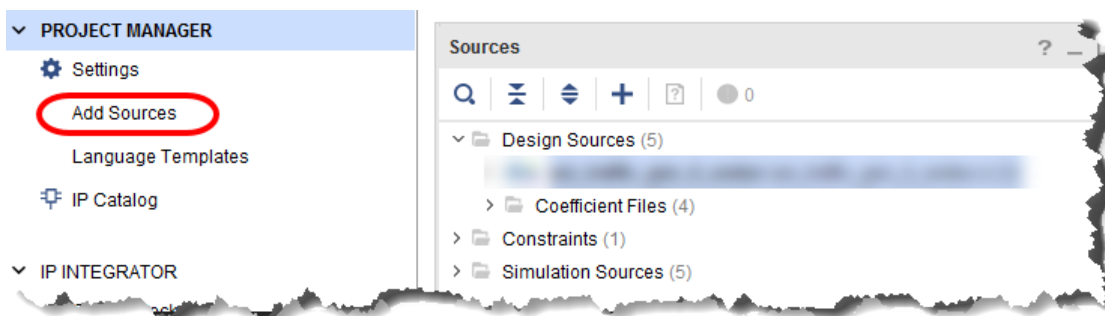 PROJECT MANAGER
Settings
Add Sources
Language Templates
IP Catalog
IP INTEGRATOR
Sources
? _
0
Design Sources (5)
Coefficient Files (4)
Constraints (1)
Simulation Sources (5)